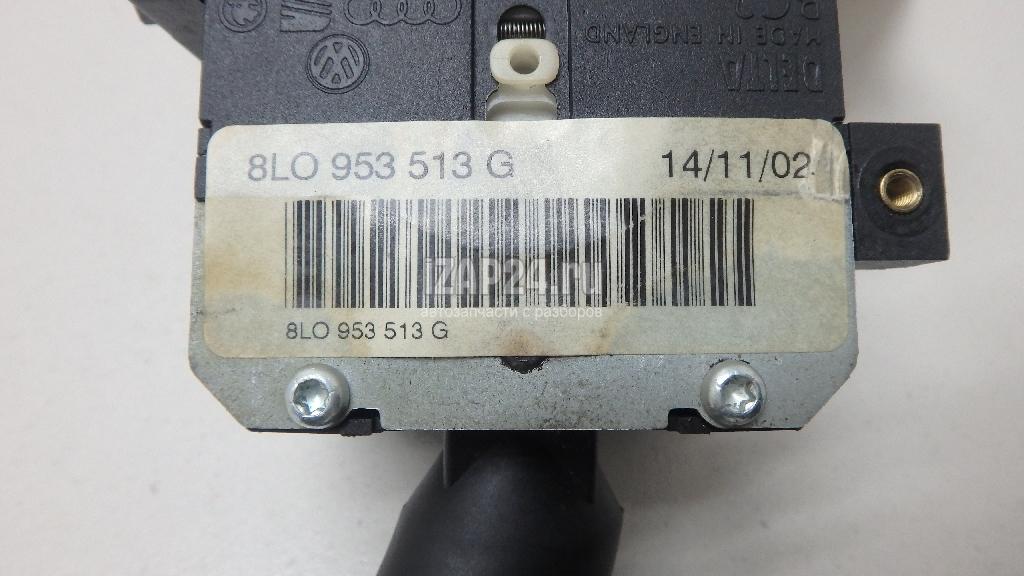 DELTA
MADE IN ENGLAND
8LO 953 513 G 14/11/02
iZAP24.ru
автозапчасти с разборов
8LO 953 513 G